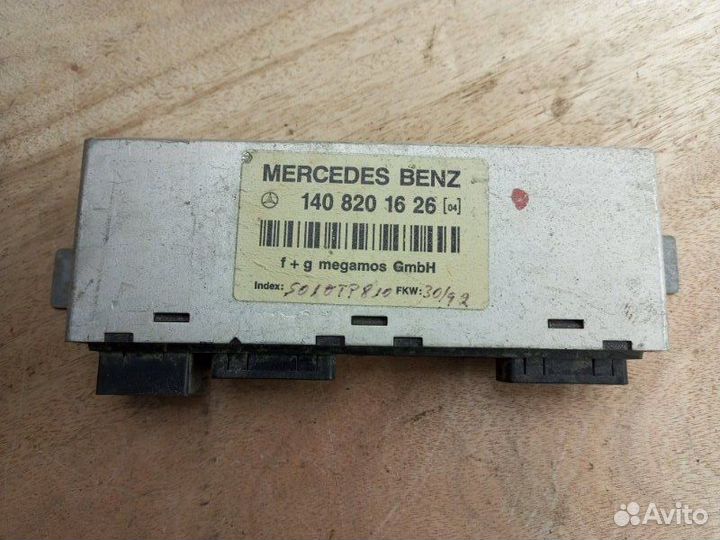 MERCEDES BENZ
140 820 16 26 [04]
f + g megamos GmbH
Index: FKW: 30/92
Avito